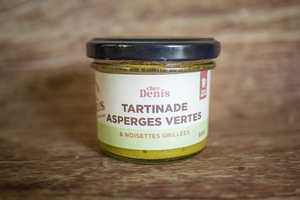 chez
Denis
TARTINADE
ASPERGES VERTES
& NOISETTES GRILLÉES